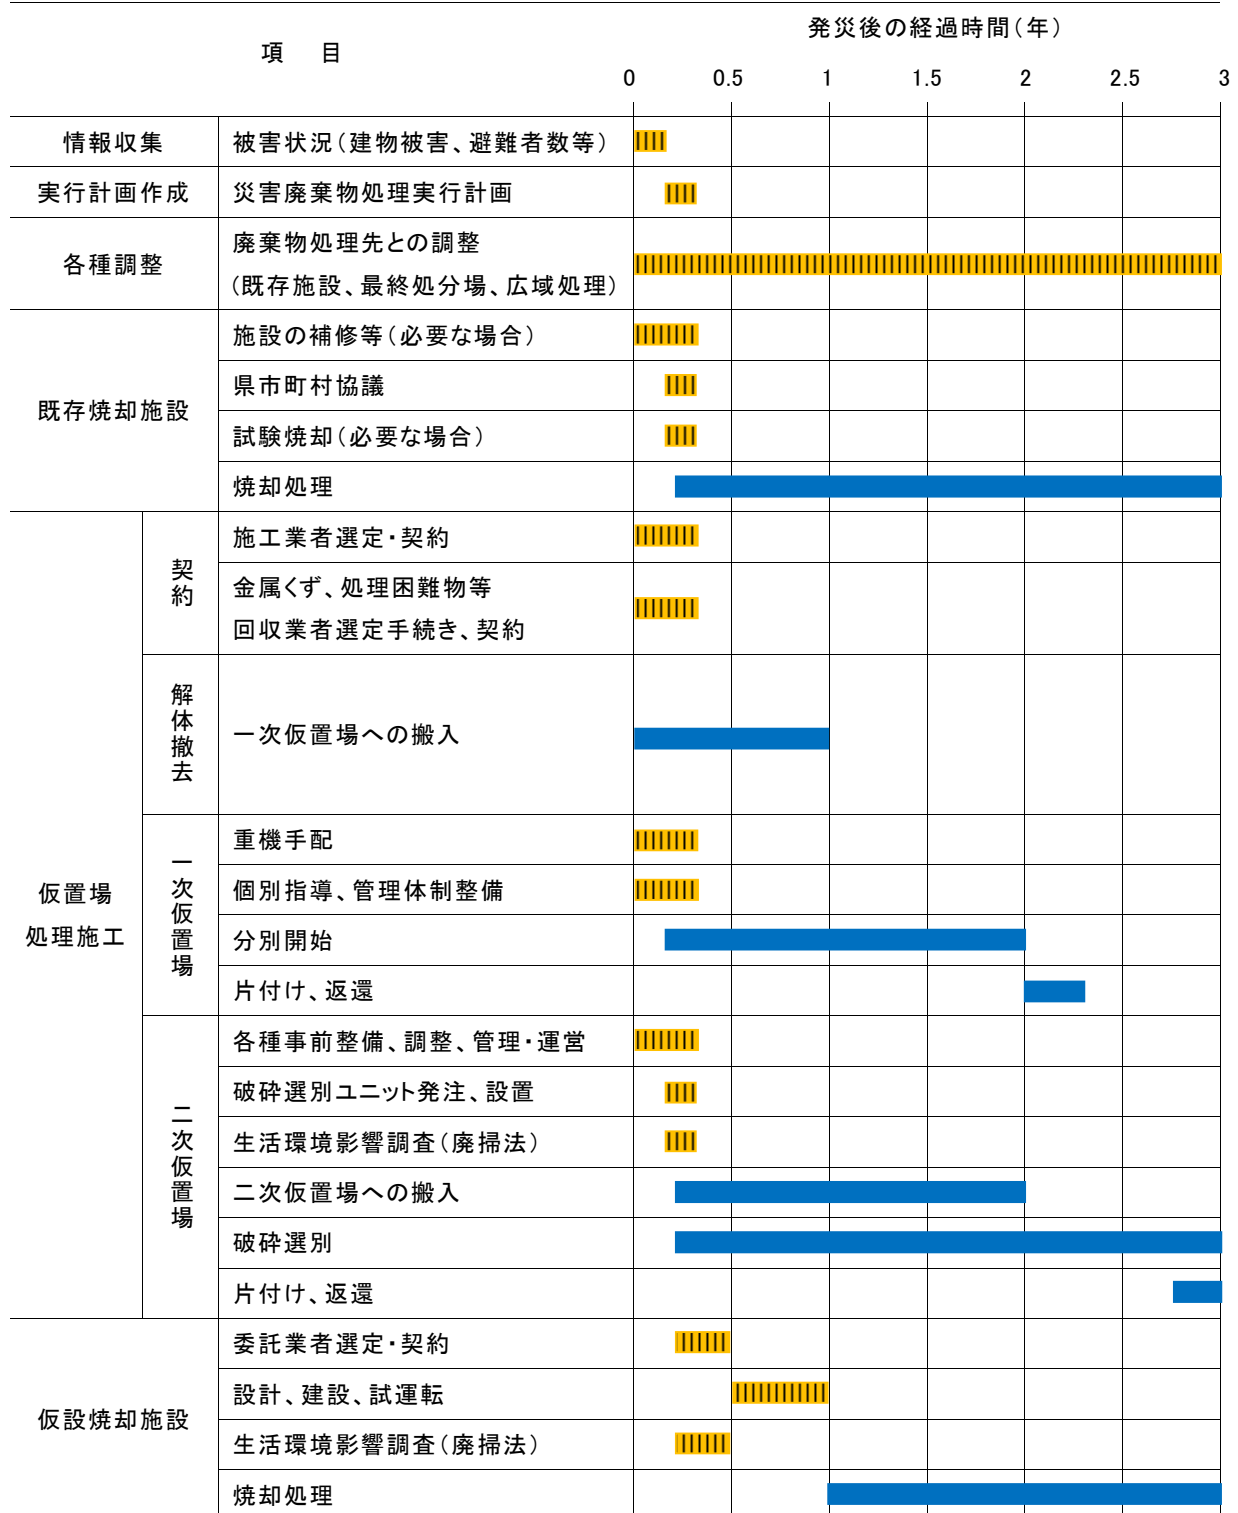 発災後の経過時間（年）
項　目
0 0.5 1 1.5 2 2.5 3
情報収集
被害状況（建物被害、避難者数等）
実行計画作成
災害廃棄物処理実行計画
各種調整
廃棄物処理先との調整
（既存施設、最終処分場、広域処理）
既存焼却施設
施設の補修等（必要な場合）
県市町村協議
試験焼却（必要な場合）
焼却処理
仮置場
処理施工
契約
施工業者選定・契約
金属くず、処理困難物等
回収業者選定手続き、契約
解体撤去
一次仮置場への搬入
一次仮置場
重機手配
個別指導、管理体制整備
分別開始
片付け、返還
二次仮置場
各種事前整備、調整、管理・運営
破砕選別ユニット発注、設置
生活環境影響調査（廃掃法）
二次仮置場への搬入
破砕選別
片付け、返還
仮設焼却施設
委託業者選定・契約
設計、建設、試運転
生活環境影響調査（廃掃法）
焼却処理